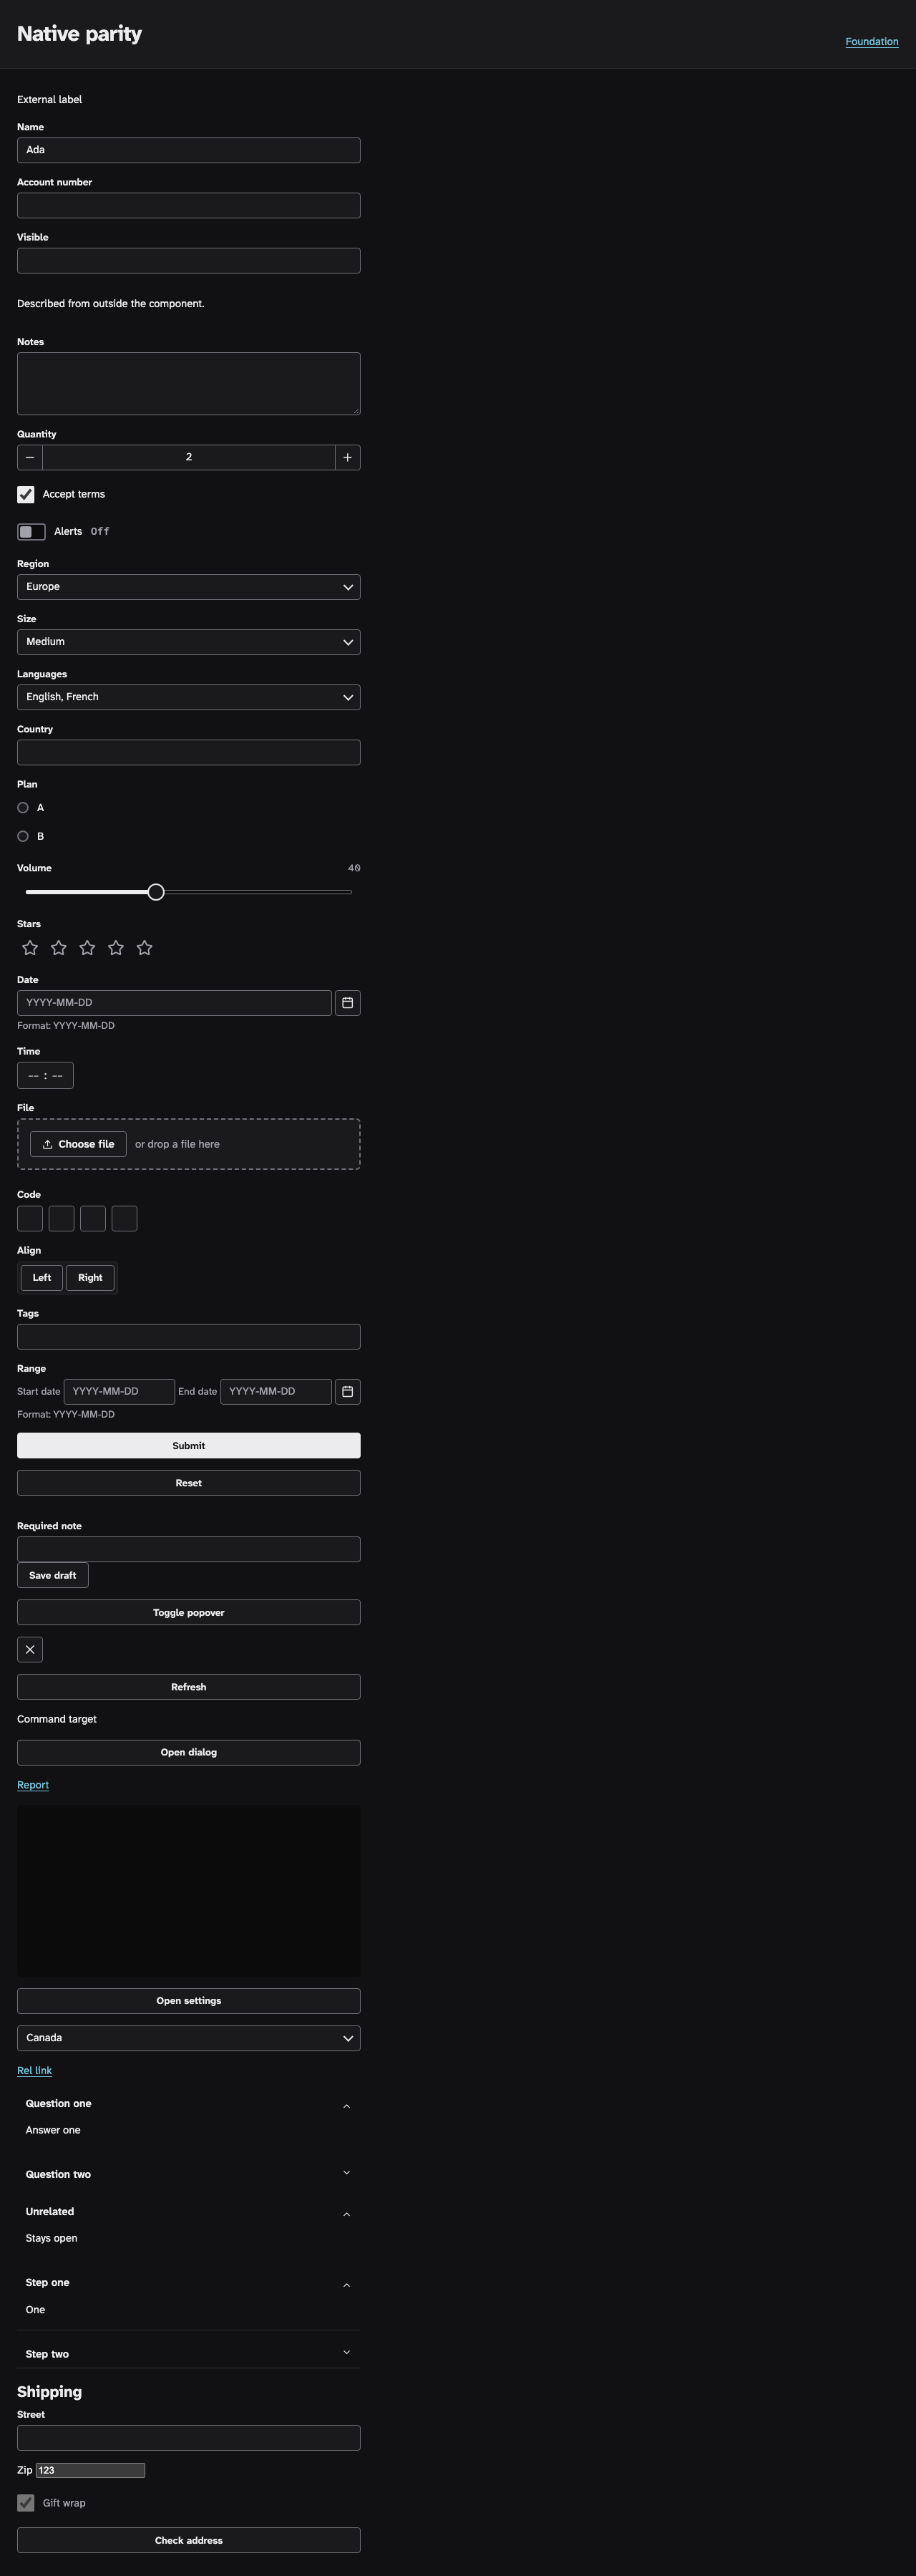 Native parity
Foundation
External label
Name
Ada
Account number
Visible
Described from outside the component.
Notes
Quantity
2
Accept terms
Alerts Off
Region
Europe
Size
Medium
Languages
English, French
Country
Plan
A
B
Volume 40
Stars
Date
YYYY-MM-DD
Format: YYYY-MM-DD
Time
-- : --
File
Choose file or drop a file here
Code
Align
Left Right
Tags
Range
Start date YYYY-MM-DD End date YYYY-MM-DD
Format: YYYY-MM-DD
Submit
Reset
Required note
Save draft
Toggle popover
Refresh
Command target
Open dialog
Report
Open settings
Canada
Rel link
Question one
Answer one
Question two
Unrelated
Stays open
Step one
One
Step two
Shipping
Street
Zip 123
Gift wrap
Check address